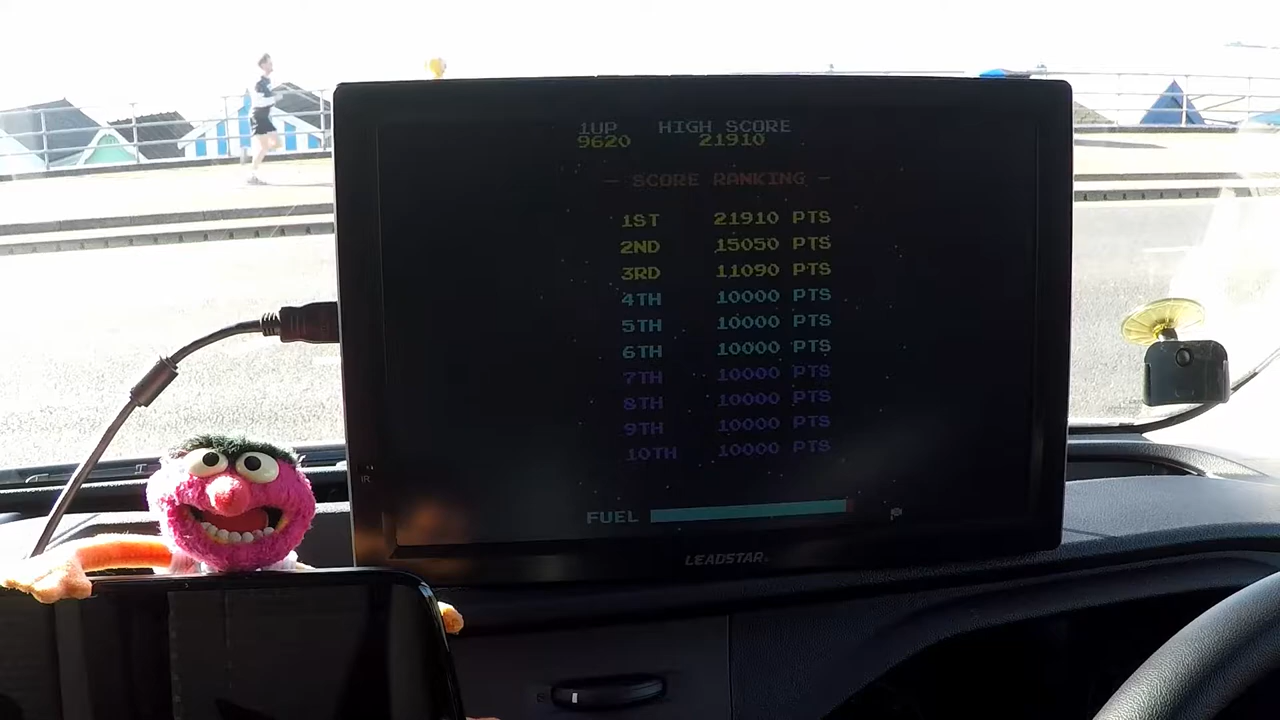 1UP HIGH SCORE
9620 21910
- SCORE RANKING -
1ST 21910 PTS
2ND 15050 PTS
3RD 11090 PTS
4TH 10000 PTS
5TH 10000 PTS
6TH 10000 PTS
7TH 10000 PTS
8TH 10000 PTS
9TH 10000 PTS
10TH 10000 PTS
IR
FUEL
LEADSTAR